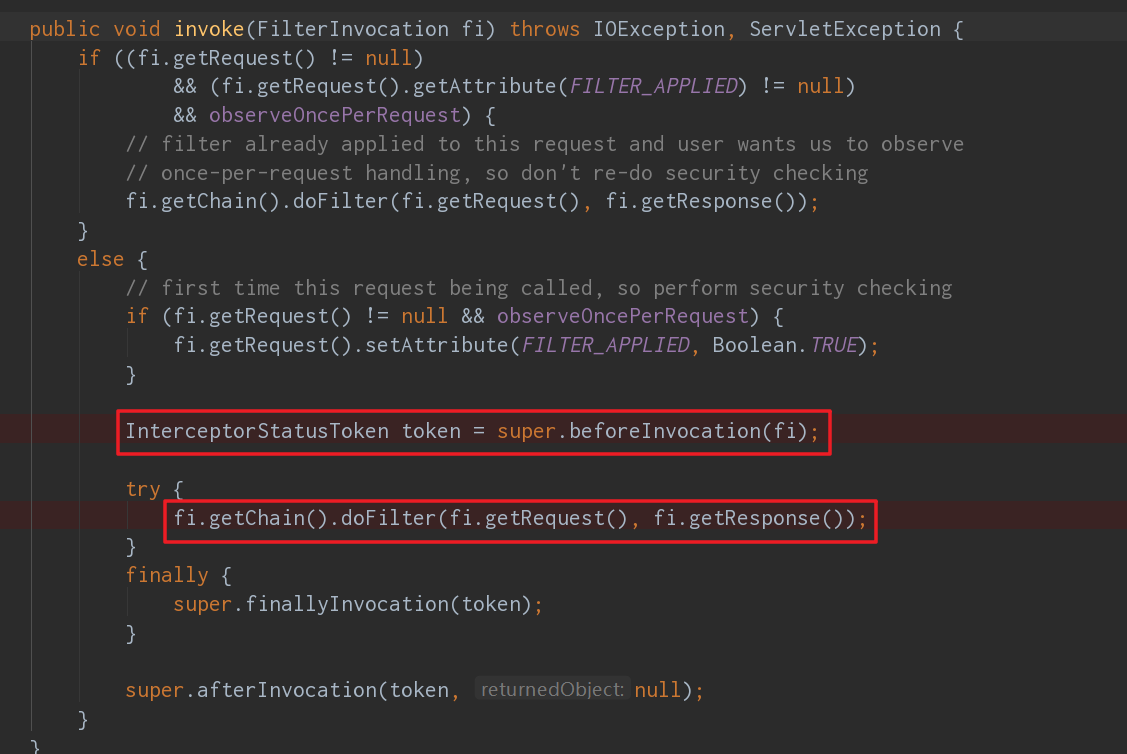 public void invoke(FilterInvocation fi) throws IOException, ServletException {
if ((fi.getRequest() != null)
&& (fi.getRequest().getAttribute(FILTER_APPLIED) != null)
&& observeOncePerRequest) {
// filter already applied to this request and user wants us to observe
// once-per-request handling, so don't re-do security checking
fi.getChain().doFilter(fi.getRequest(), fi.getResponse());
}
else {
// first time this request being called, so perform security checking
if (fi.getRequest() != null && observeOncePerRequest) {
fi.getRequest().setAttribute(FILTER_APPLIED, Boolean.TRUE);
}
InterceptorStatusToken token = super.beforeInvocation(fi);
try {
fi.getChain().doFilter(fi.getRequest(), fi.getResponse());
}
finally {
super.finallyInvocation(token);
}
super.afterInvocation(token, returnedObject: null);
}
}